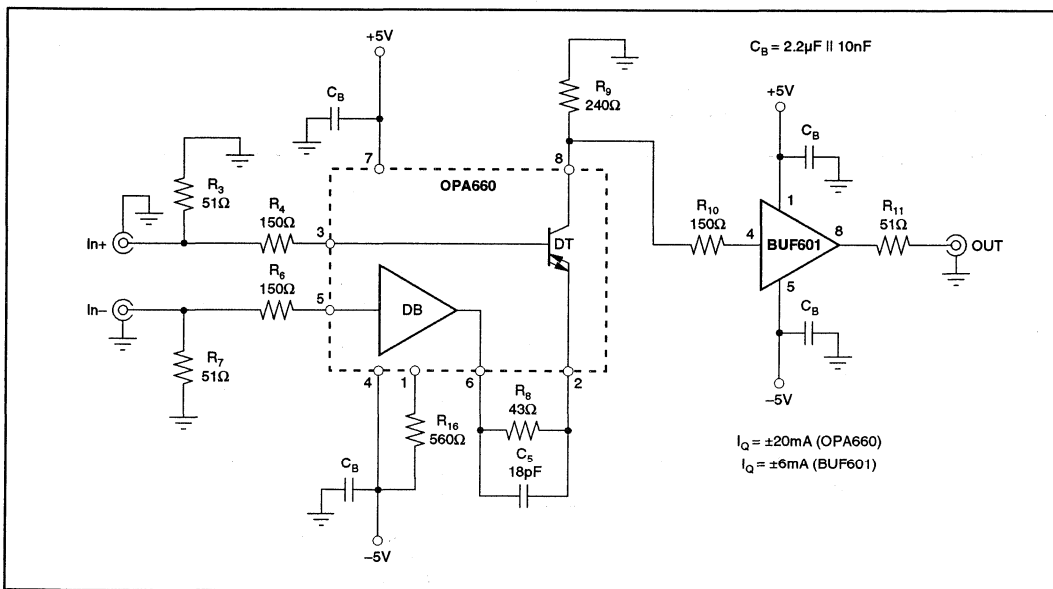 +5V
C_B = 2.2µF || 10nF
R_9
240Ω
+5V
C_B
C_B
7
8
OPA660
R_3
51Ω
R_4
150Ω
1
R_10
150Ω
R_11
51Ω
In+
3
DT
4
BUF601
8
OUT
R_6
150Ω
5
In–
5
DB
C_B
R_7
51Ω
4
1
6
2
–5V
R_8
43Ω
R_16
560Ω
C_5
18pF
I_Q = ±20mA (OPA660)
I_Q = ±6mA (BUF601)
C_B
–5V